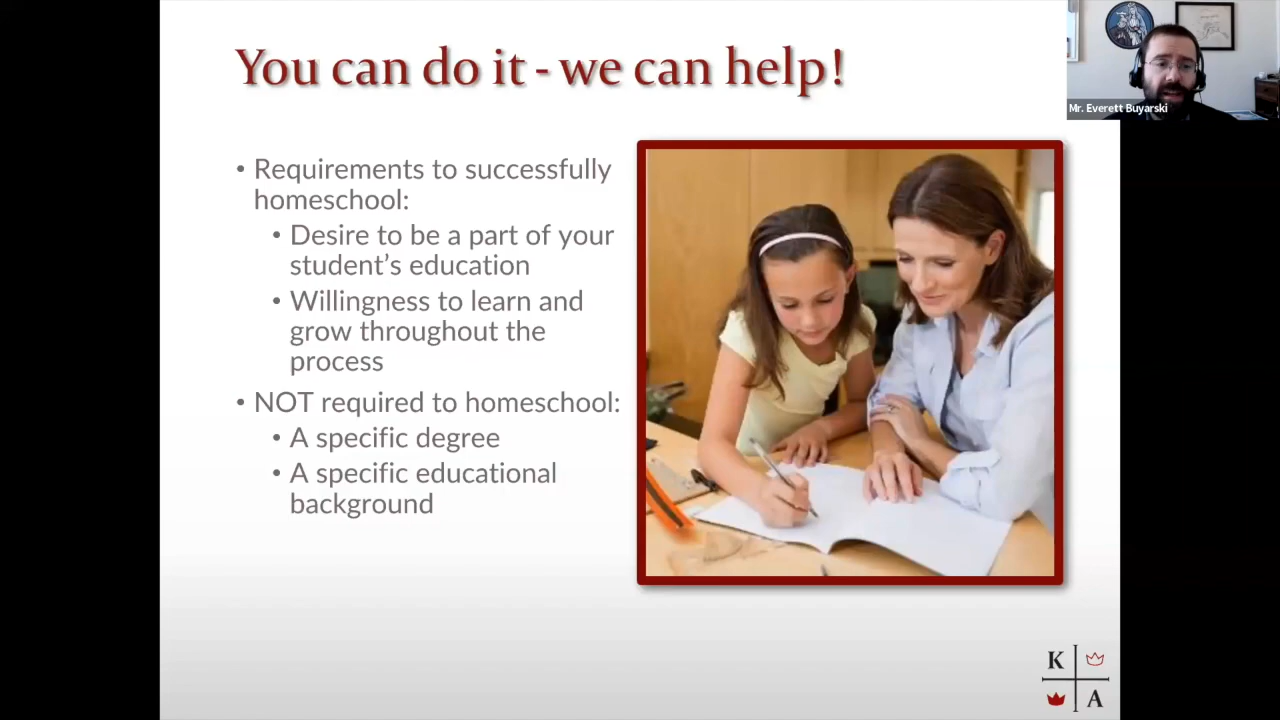 You can do it - we can help!
Mr. Everett Buyarski
• Requirements to successfully
homeschool:
• Desire to be a part of your
student's education
• Willingness to learn and
grow throughout the
process
• NOT required to homeschool:
• A specific degree
• A specific educational
background
K
A